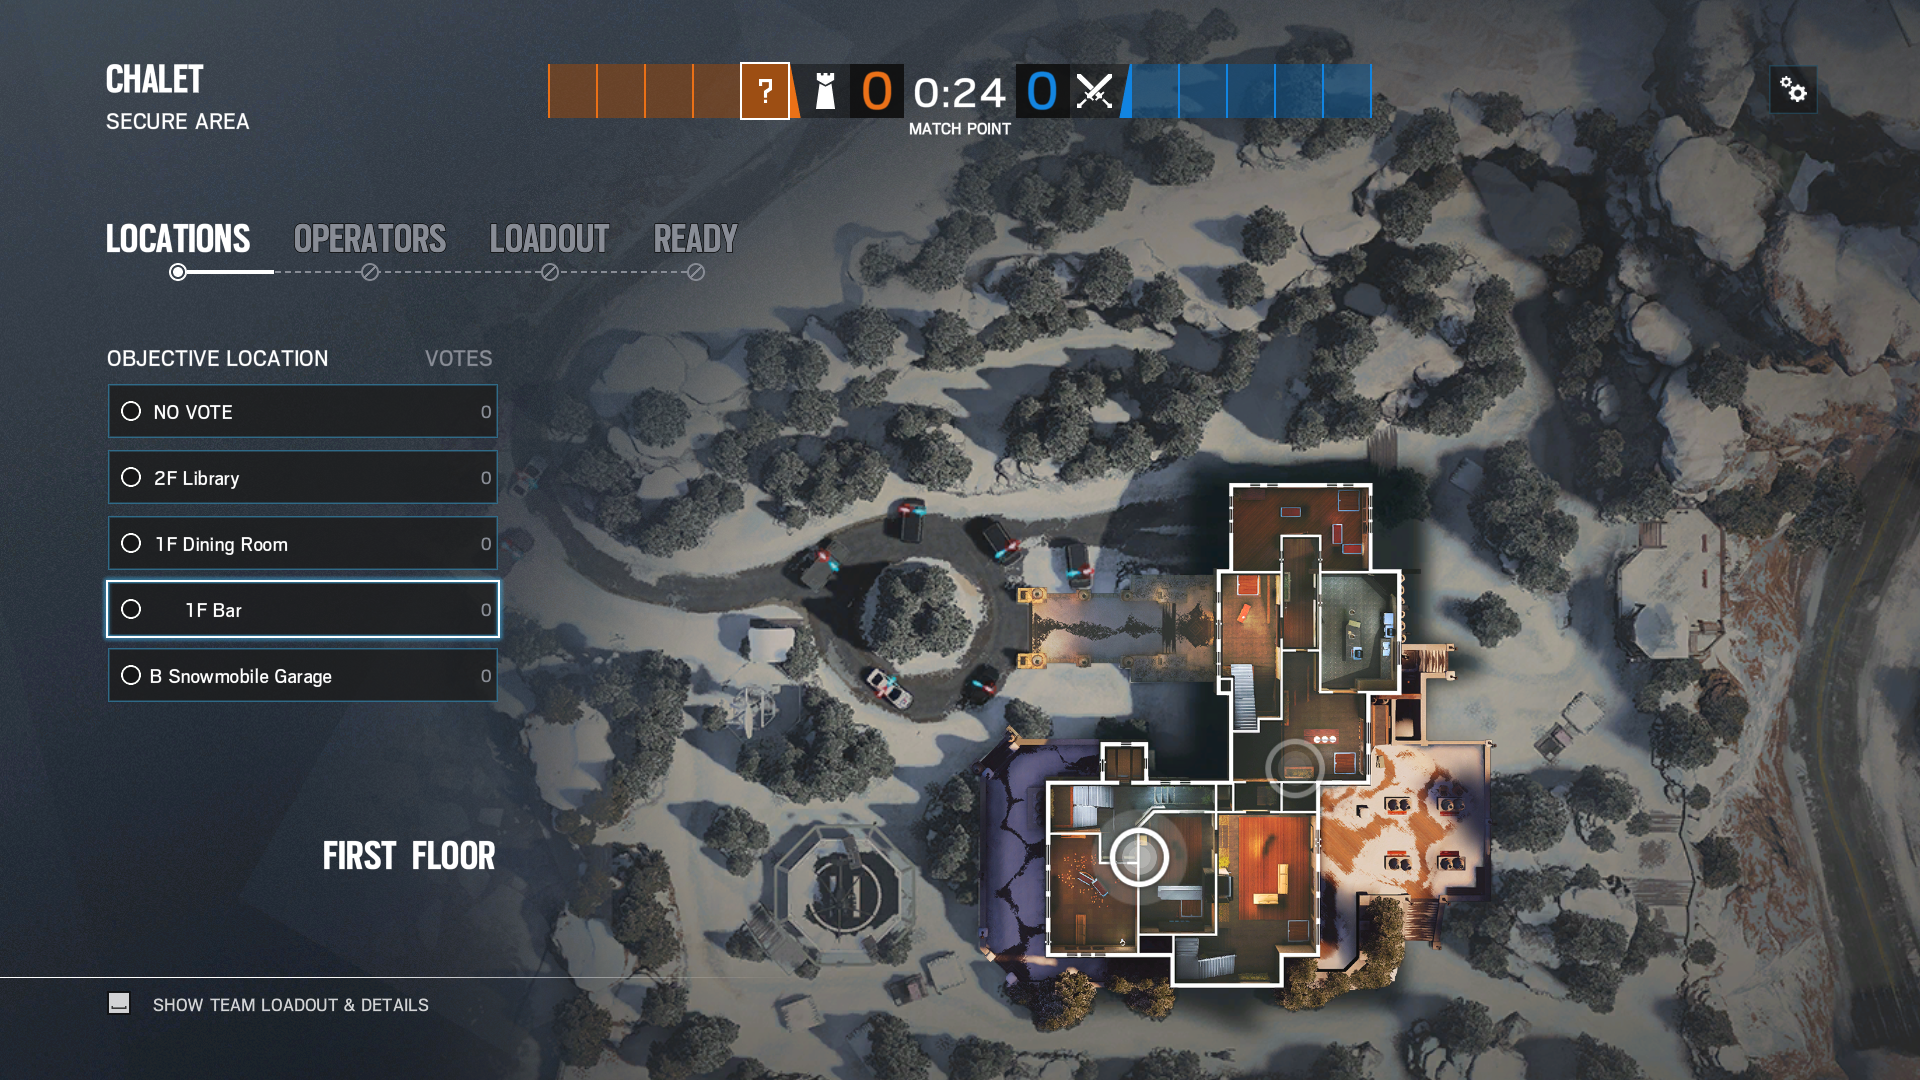 CHALET
SECURE AREA
? 0 0:24 0
MATCH POINT
LOCATIONS OPERATORS LOADOUT READY
OBJECTIVE LOCATION VOTES
NO VOTE 0
2F Library 0
1F Dining Room 0
1F Bar 0
B Snowmobile Garage 0
FIRST FLOOR
SHOW TEAM LOADOUT & DETAILS